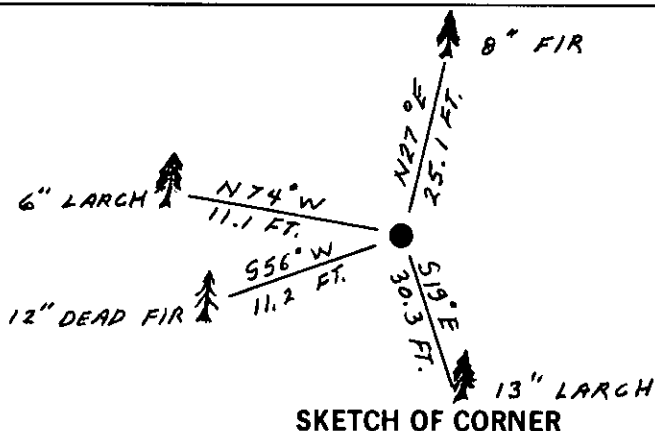 8" FIR
N27°E
25.1 FT.
6" LARCH
N74°W
11.1 FT.
S56°W
11.2 FT.
12" DEAD FIR
S19°E
30.3 FT.
13" LARCH
SKETCH OF CORNER